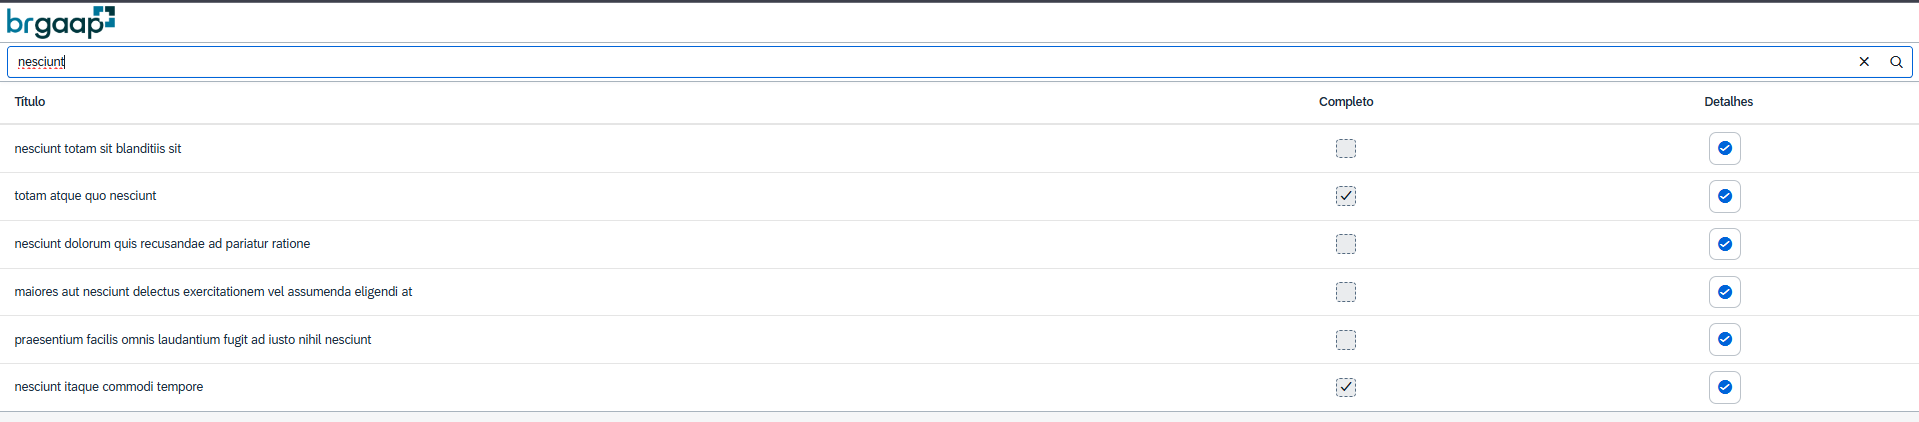 brgaap
nesciunt
Título Completo Detalhes
nesciunt totam sit blanditiis sit
totam atque quo nesciunt
nesciunt dolorum quis recusandae ad pariatur ratione
maiores aut nesciunt delectus exercitationem vel assumenda eligendi at
praesentium facilis omnis laudantium fugit ad iusto nihil nesciunt
nesciunt itaque commodi tempore